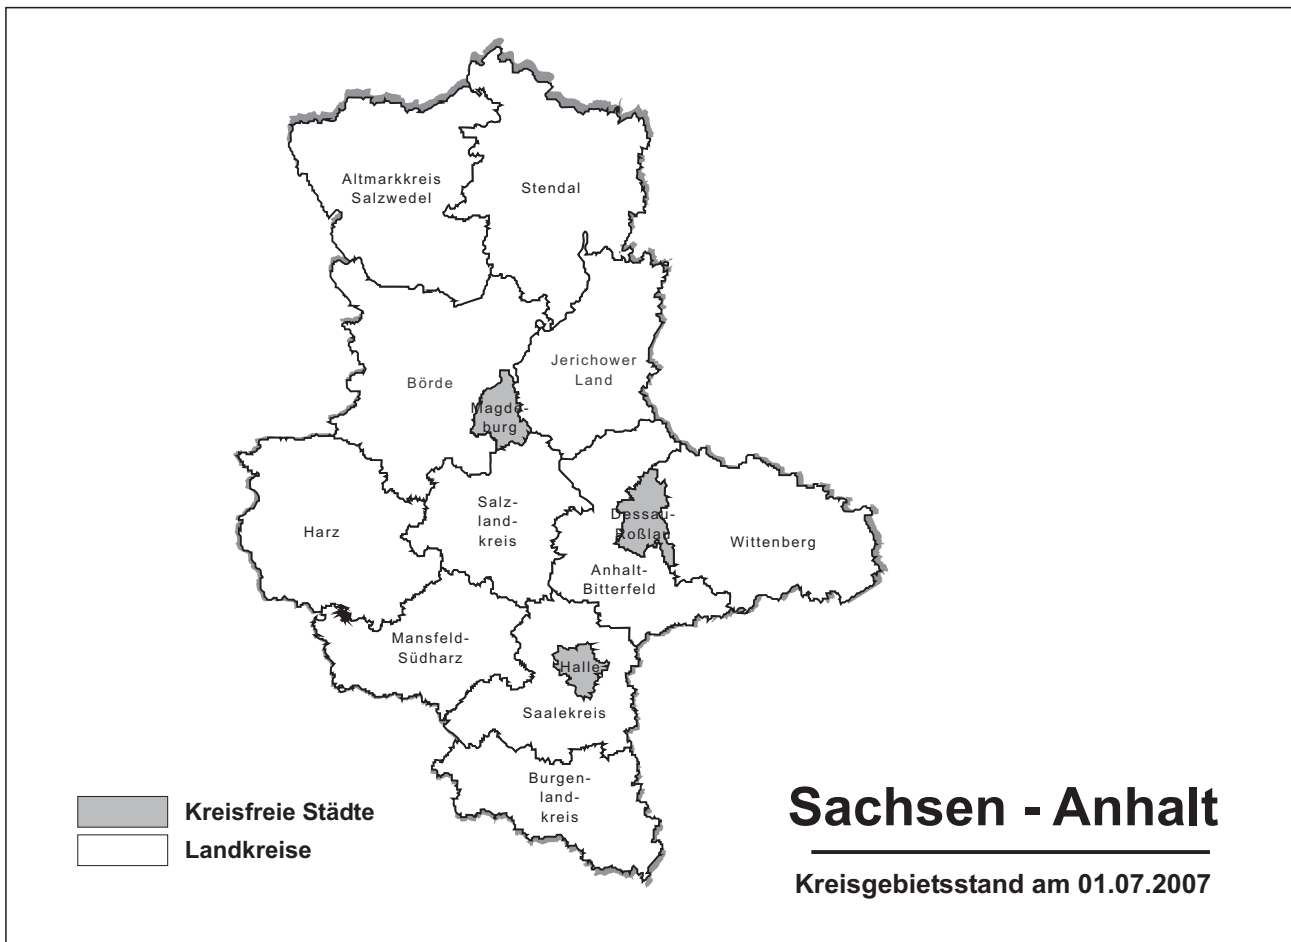 Altmarkkreis
Salzwedel
Stendal
Jerichower
Land
Börde
Magde-
burg
Salz-
land-
kreis
Harz
Dessau-
Roßlau
Wittenberg
Anhalt-
Bitterfeld
Mansfeld-
Südharz
Halle
Saalekreis
Burgen-
land-
kreis
Kreisfreie Städte
Landkreise
Sachsen - Anhalt
Kreisgebietsstand am 01.07.2007